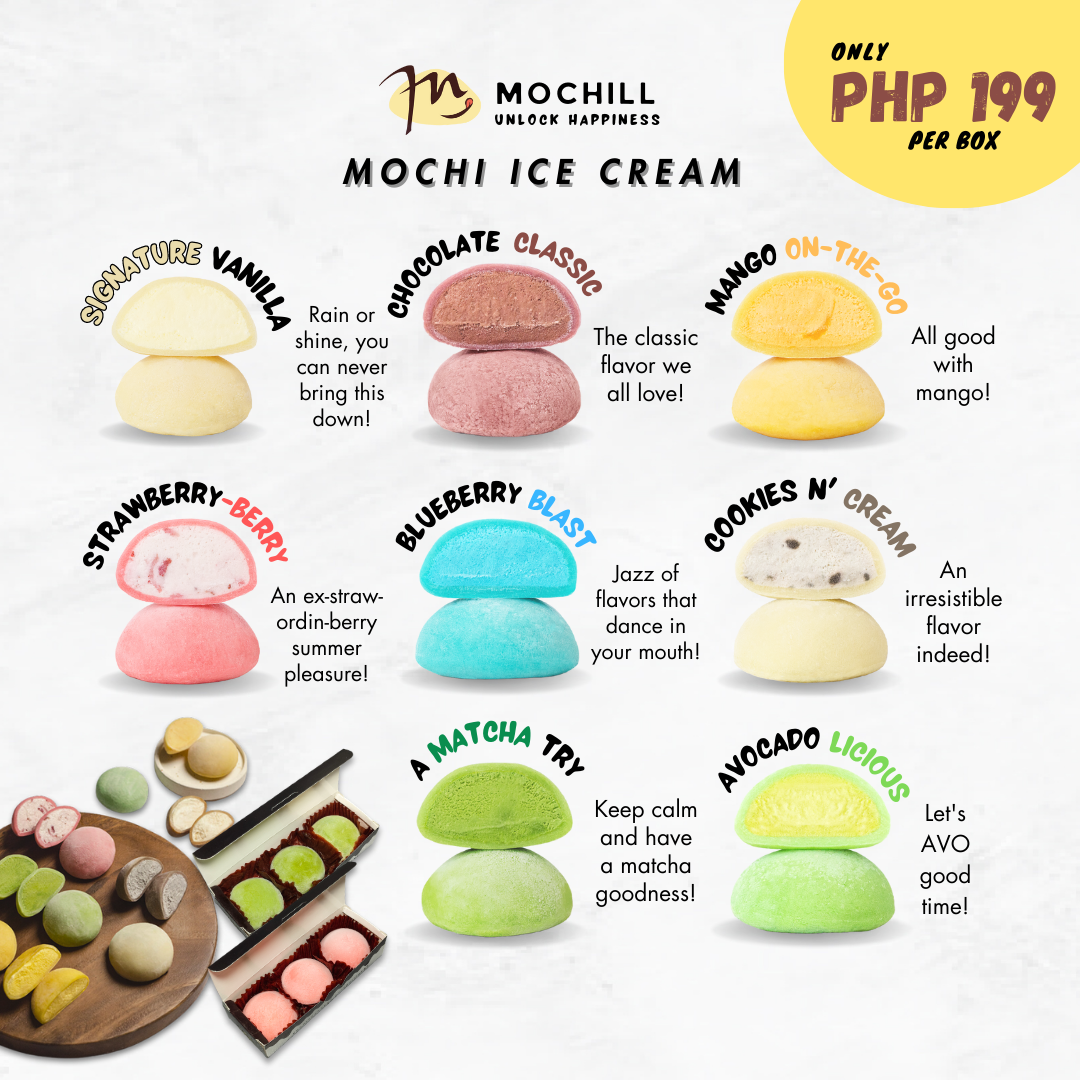 MOCHILL
UNLOCK HAPPINESS
MOCHI ICE CREAM
ONLY
PHP 199
PER BOX
SIGNATURE VANILLA
Rain or
shine, you
can never
bring this
down!
CHOCOLATE CLASSIC
The classic
flavor we
all love!
MANGO ON-THE-GO
All good
with
mango!
STRAWBERRY-BERRY
An ex-straw-
ordin-berry
summer
pleasure!
BLUEBERRY BLAST
Jazz of
flavors that
dance in
your mouth!
COOKIES N' CREAM
An
irresistible
flavor
indeed!
A MATCHA TRY
Keep calm
and have
a matcha
goodness!
AVOCADO LICIOUS
Let's
AVO
good
time!